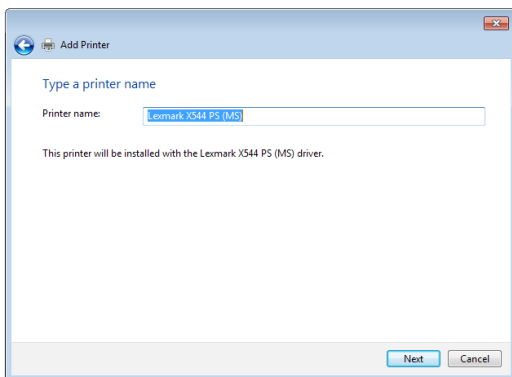 Add Printer
Type a printer name
Printer name: Lexmark X544 PS (MS)
This printer will be installed with the Lexmark X544 PS (MS) driver.
Next Cancel